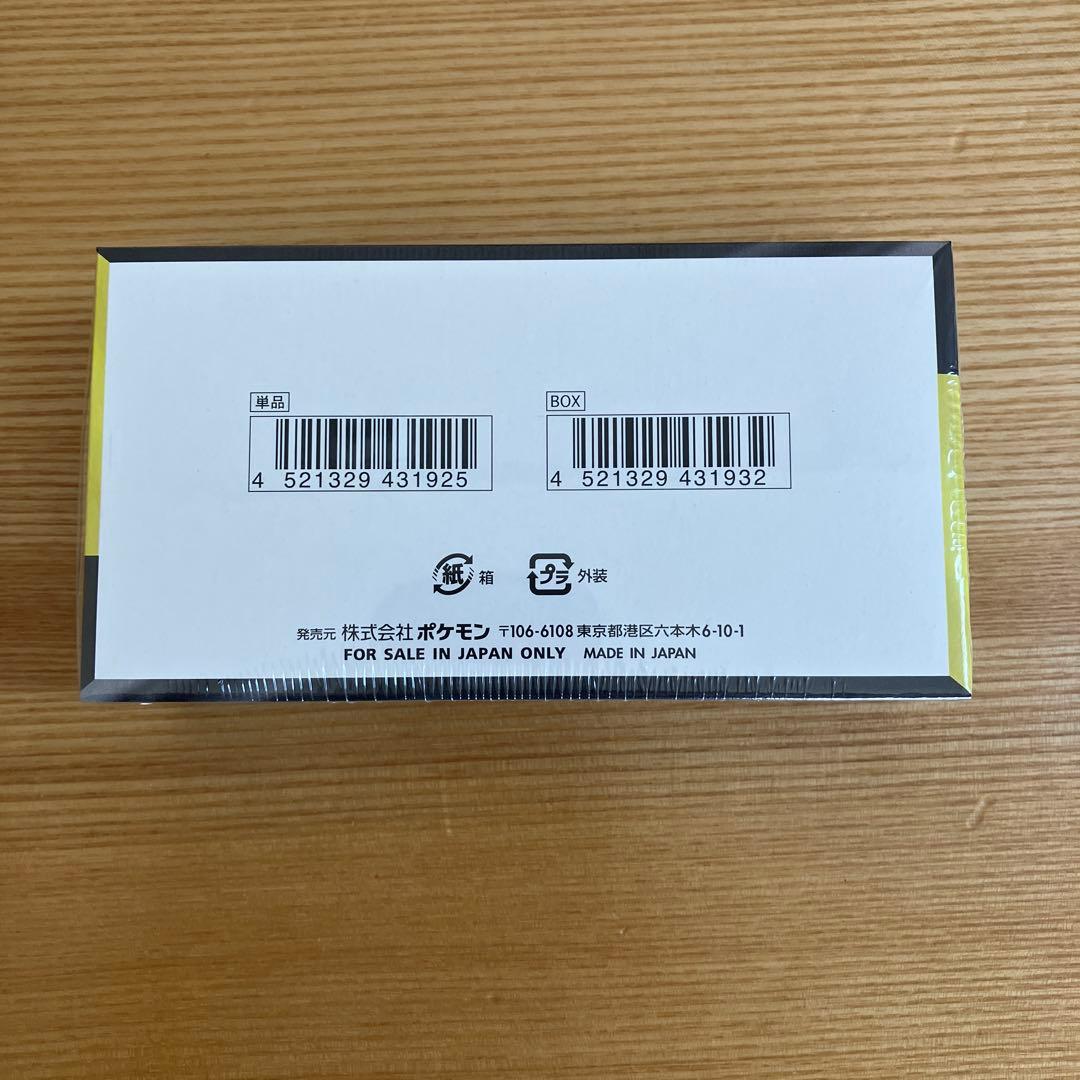 単品
BOX
4 521329 431925
4 521329 431932
紙 箱
プラ 外装
発売元 株式会社 ポケモン 〒106-6108 東京都港区六本木6-10-1
FOR SALE IN JAPAN ONLY MADE IN JAPAN